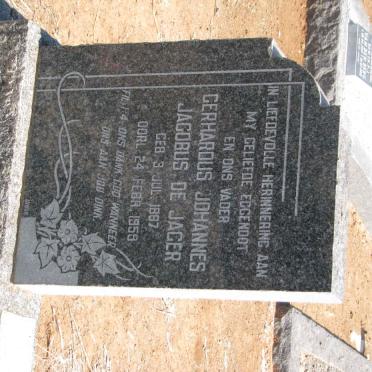 IN LIEFDEVOLLE HERINNERING AAN
MY GELIEFDE EGGENOOT
EN ONS VADER
GERHARDUS JOHANNES
JACOBUS DE JAGER
GEB. 3 JUL. 1887
OORL. 24 FEBR. 1958
ONS DANK GOD WANNEER
ONS AAN JOU DINK